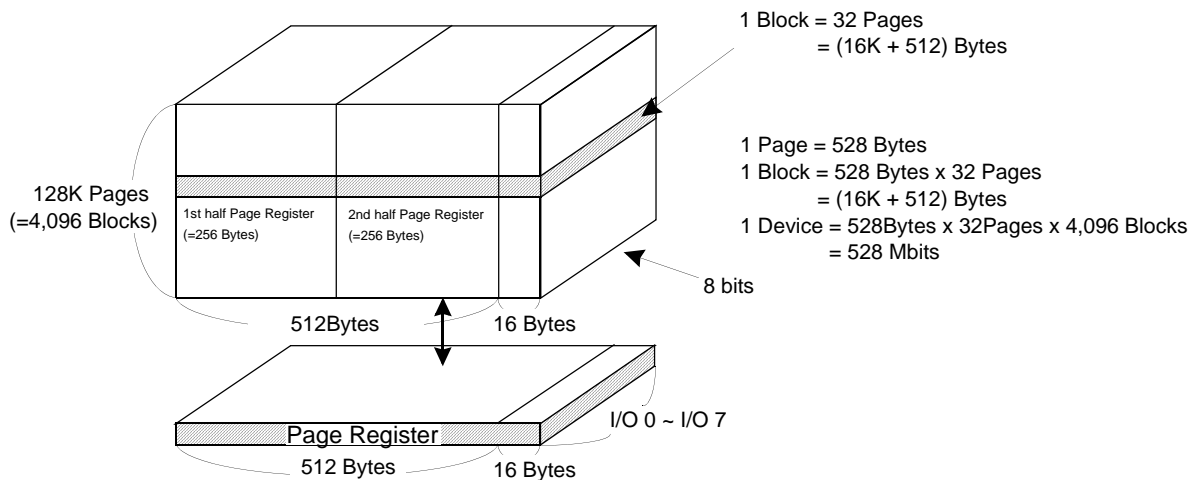 1 Block = 32 Pages
= (16K + 512) Bytes
1 Page = 528 Bytes
1 Block = 528 Bytes x 32 Pages
= (16K + 512) Bytes
1 Device = 528Bytes x 32Pages x 4,096 Blocks
= 528 Mbits
128K Pages
(=4,096 Blocks)
1st half Page Register
(=256 Bytes)
2nd half Page Register
(=256 Bytes)
8 bits
512Bytes
16 Bytes
I/O 0 ~ I/O 7
Page Register
512 Bytes
16 Bytes